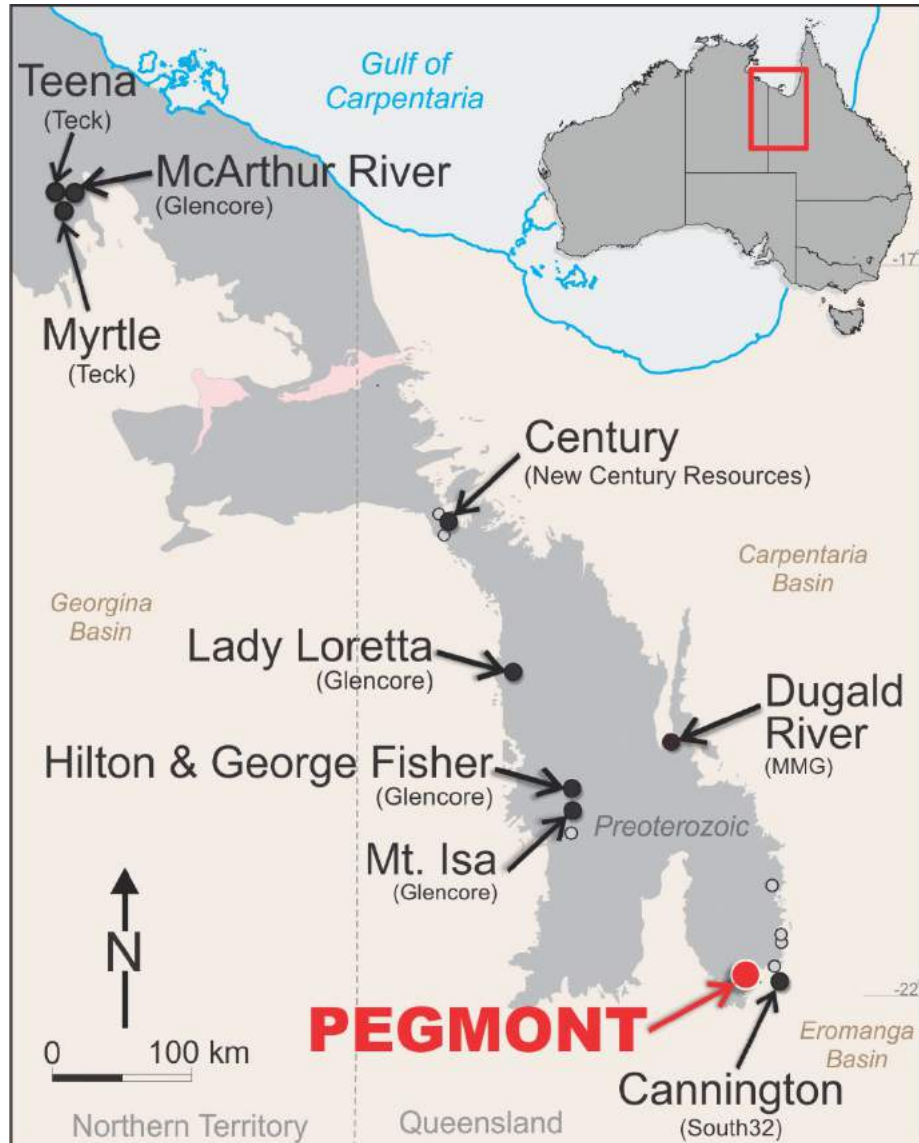 Teena
(Teck)
Gulf of
Carpentaria
McArthur River
(Glencore)
-17
Myrtle
(Teck)
Century
(New Century Resources)
Carpentaria
Basin
Georgina
Basin
Lady Loretta
(Glencore)
Dugald
River
(MMG)
Hilton & George Fisher
(Glencore)
Preoterozoic
Mt. Isa
(Glencore)
N
PEGMONT
-22
0 100 km
Eromanga
Basin
Cannington
(South32)
Northern Territory
Queensland